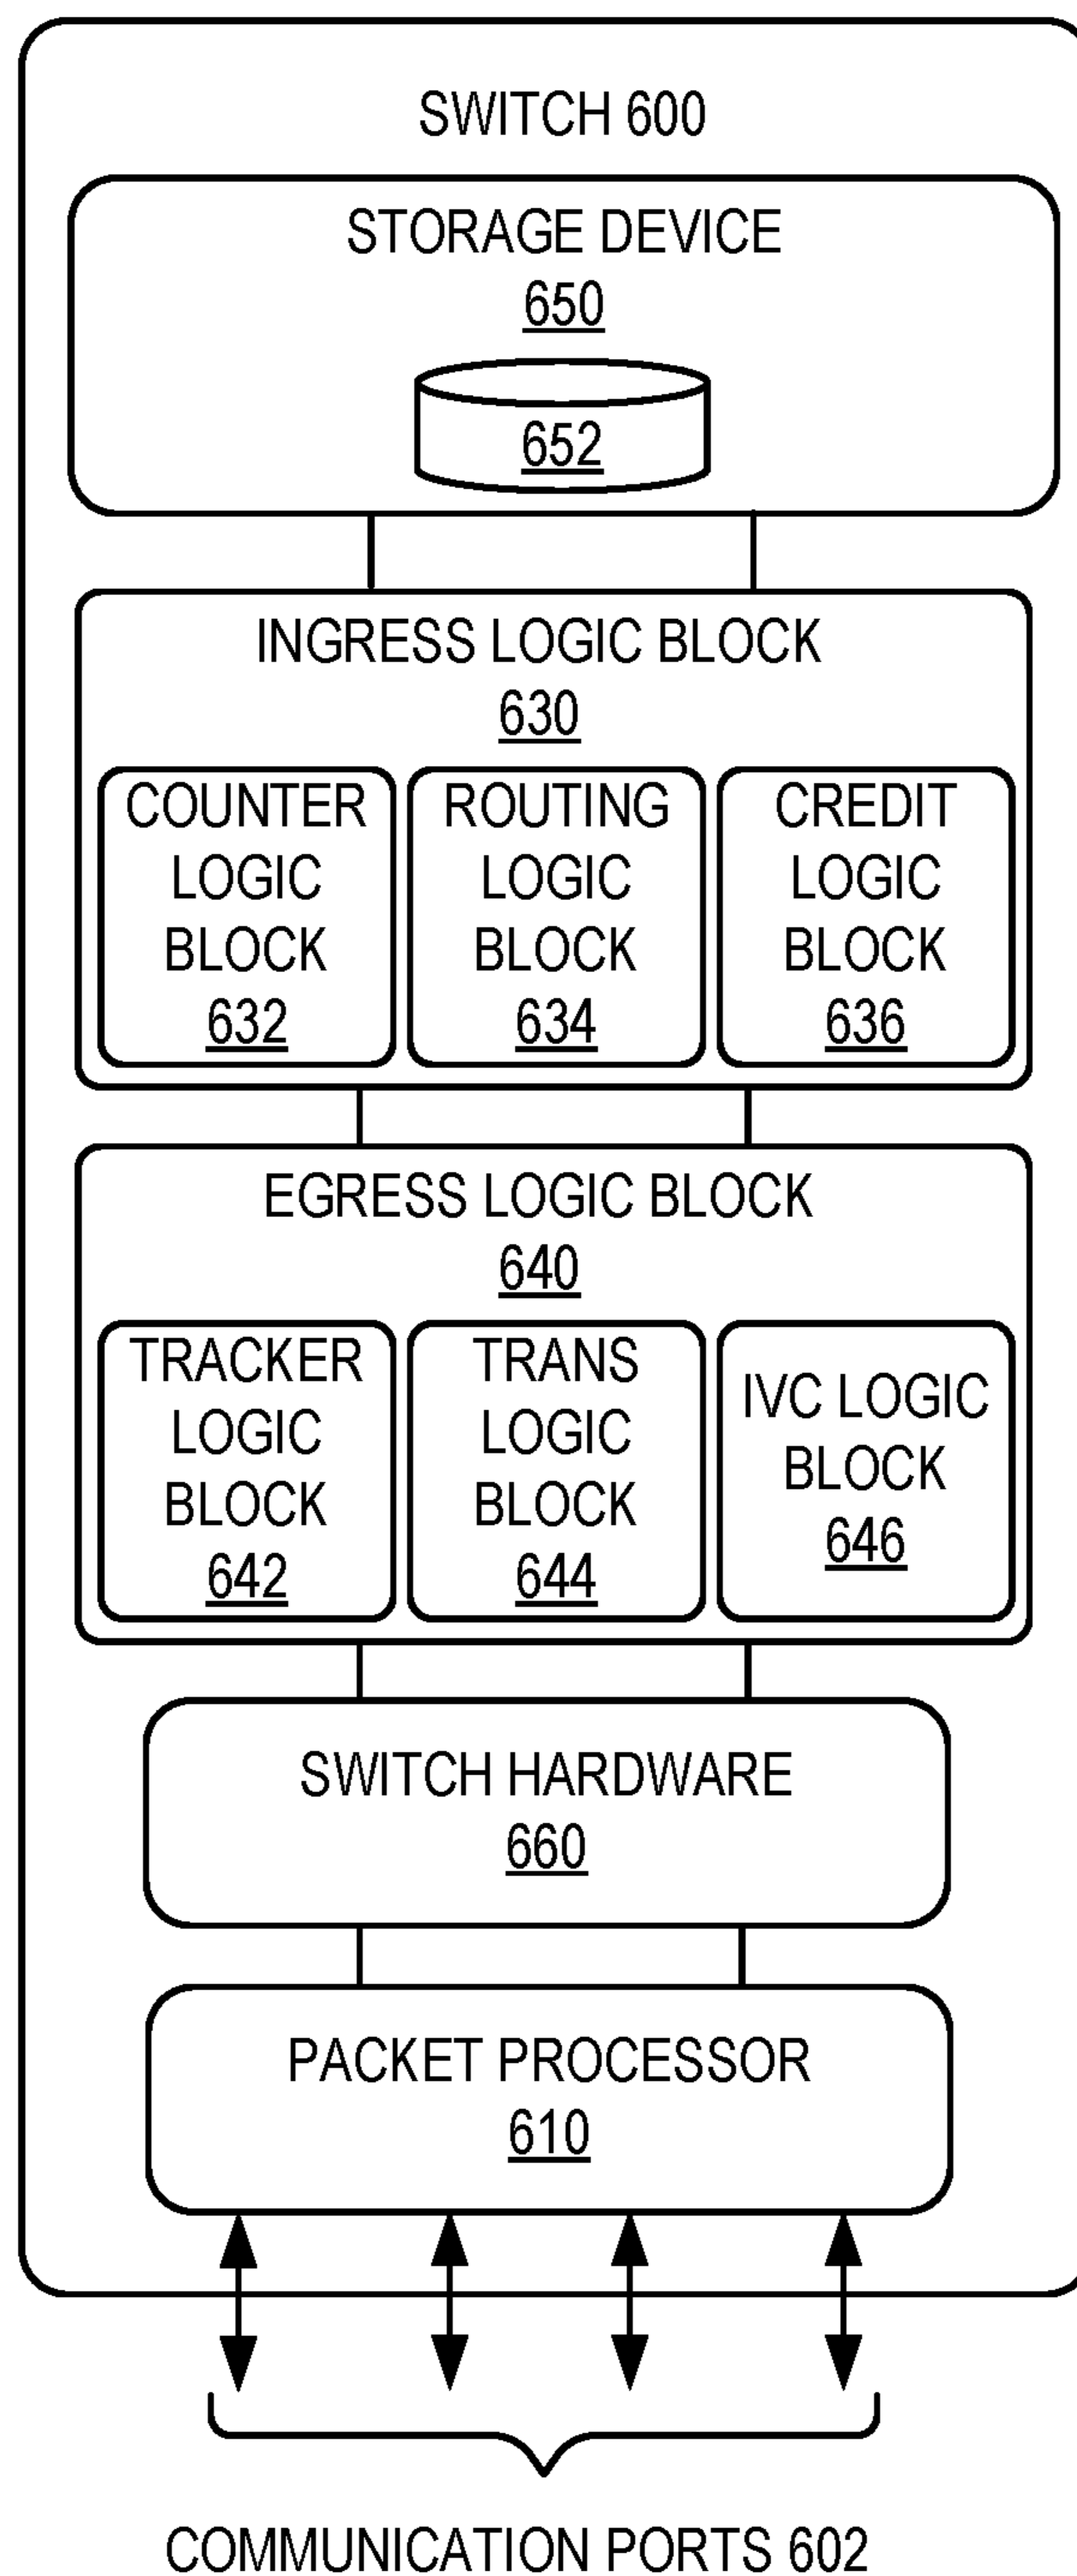 SWITCH 600
STORAGE DEVICE
650
652
INGRESS LOGIC BLOCK
630
COUNTER
LOGIC
BLOCK
632
ROUTING
LOGIC
BLOCK
634
CREDIT
LOGIC
BLOCK
636
EGRESS LOGIC BLOCK
640
TRACKER
LOGIC
BLOCK
642
TRANS
LOGIC
BLOCK
644
IVC LOGIC
BLOCK
646
SWITCH HARDWARE
660
PACKET PROCESSOR
610
COMMUNICATION PORTS 602